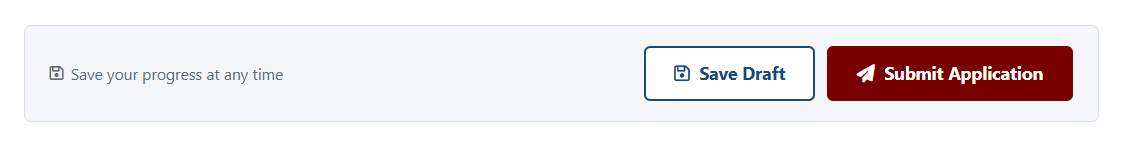 Save your progress at any time
Save Draft
Submit Application